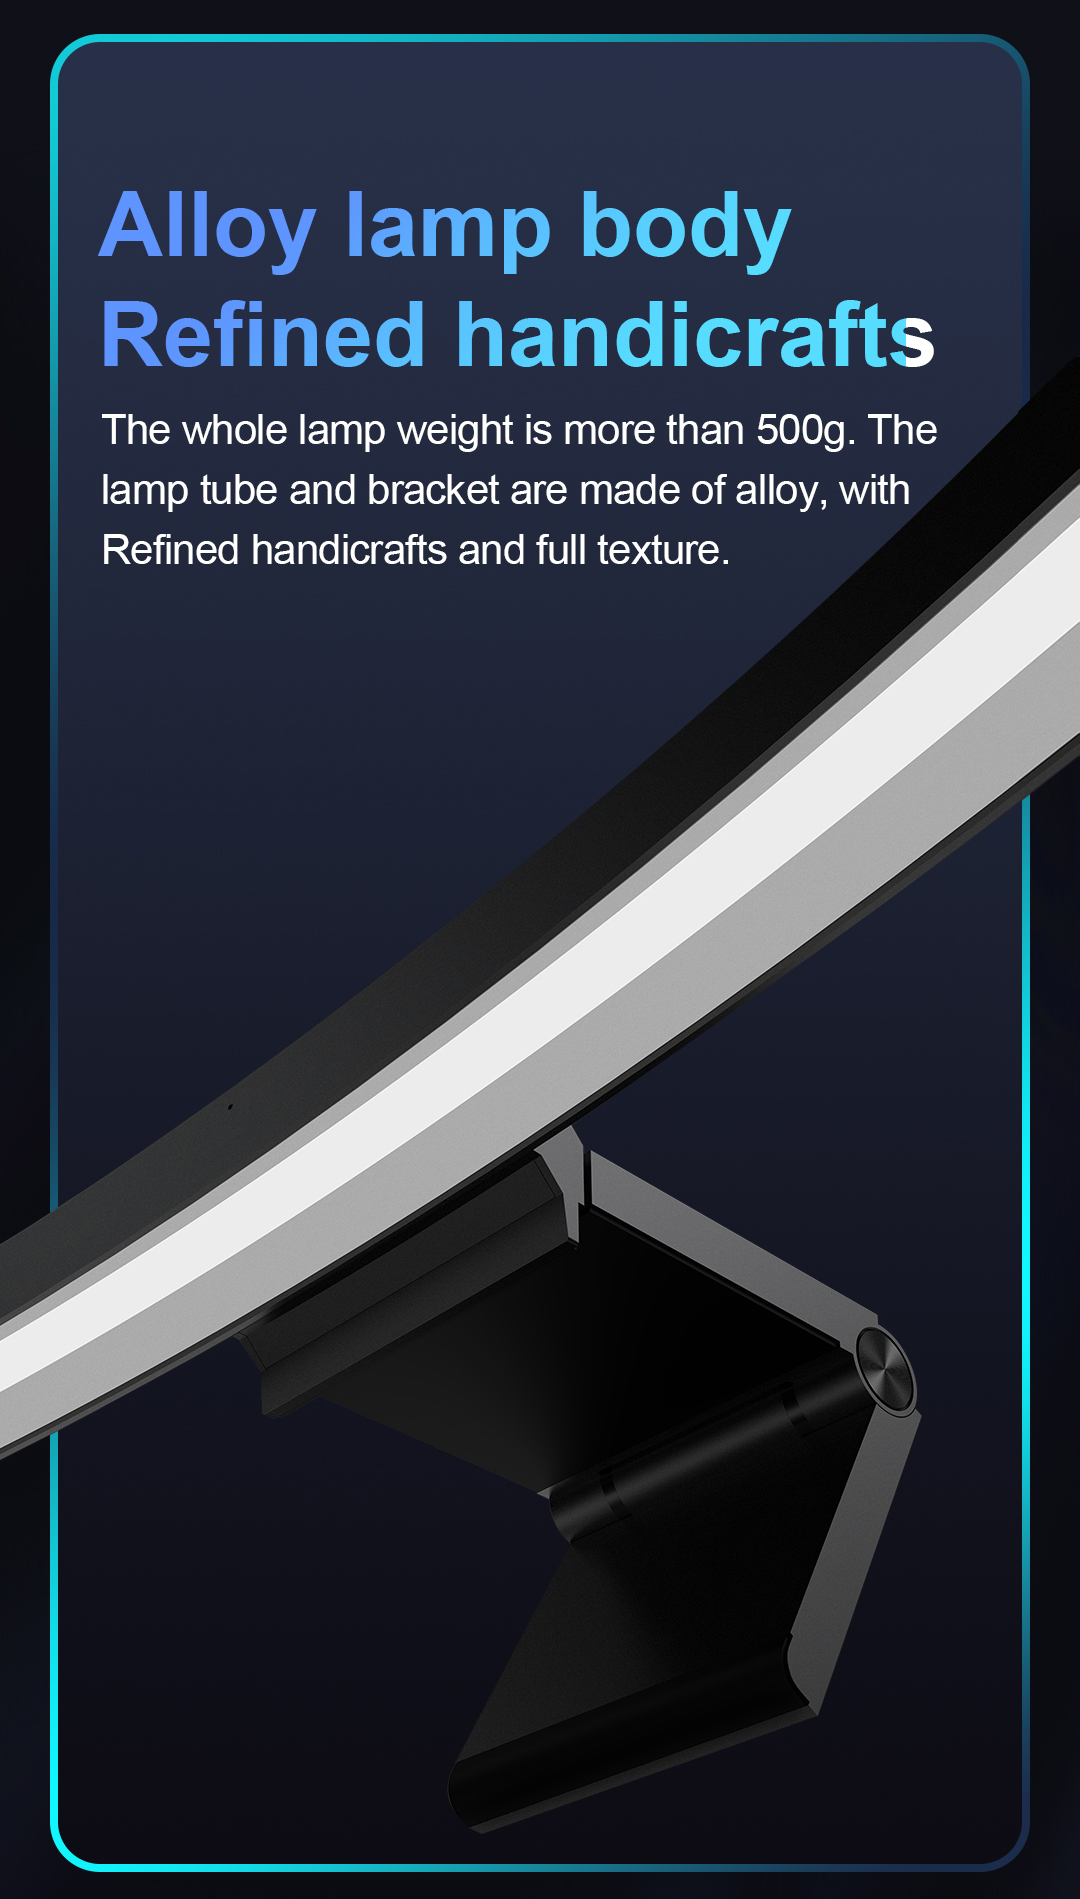 Alloy lamp body
Refined handicrafts
The whole lamp weight is more than 500g. The
lamp tube and bracket are made of alloy, with
Refined handicrafts and full texture.